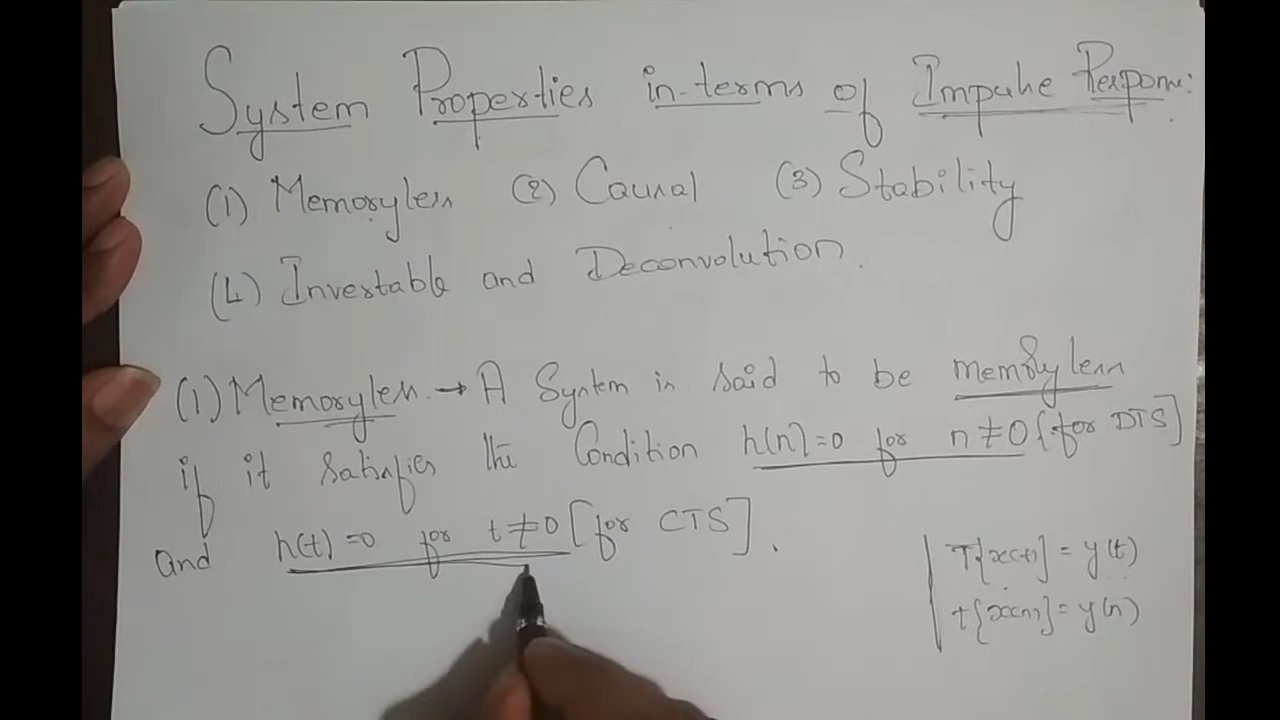 System Properties in-terms of Impulse Response:
(1) Memoryless (2) Causal (3) Stability
(4) Invertable and Deconvolution.
(1) Memoryless → A System is said to be memoryless
if it satisfies the Condition h(n)=0 for n≠0 [for DTS]
and h(t)=0 for t≠0 [for CTS].
T{x(t)] = y(t)
t{x(n)] = y(n)